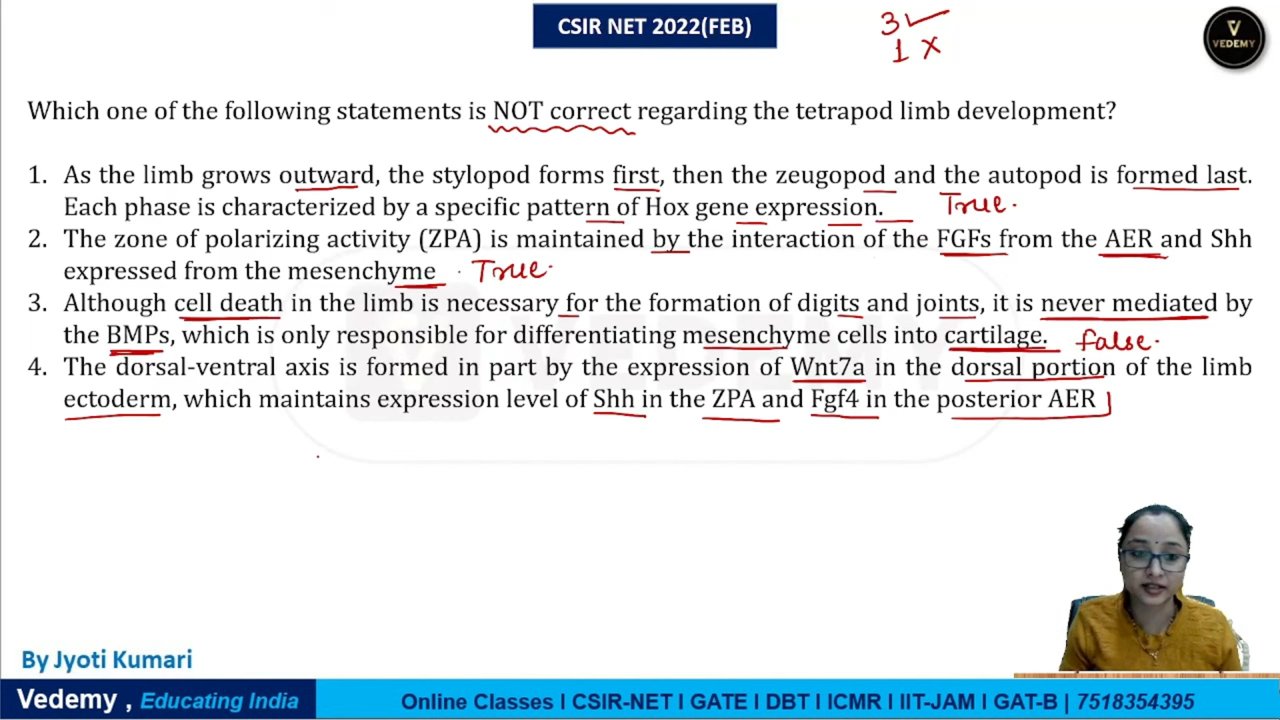 CSIR NET 2022(FEB)
3 ✓
1 X
V
VEDEMY
Which one of the following statements is NOT correct regarding the tetrapod limb development?
1. As the limb grows outward, the stylopod forms first, then the zeugopod and the autopod is formed last.
Each phase is characterized by a specific pattern of Hox gene expression. True.
2. The zone of polarizing activity (ZPA) is maintained by the interaction of the FGFs from the AER and Shh
expressed from the mesenchyme . True.
3. Although cell death in the limb is necessary for the formation of digits and joints, it is never mediated by
the BMPs, which is only responsible for differentiating mesenchyme cells into cartilage. false.
4. The dorsal-ventral axis is formed in part by the expression of Wnt7a in the dorsal portion of the limb
ectoderm, which maintains expression level of Shh in the ZPA and Fgf4 in the posterior AER
VEDEMY
By Jyoti Kumari
Vedemy , Educating India
Online Classes I CSIR-NET I GATE I DBT I ICMR I IIT-JAM I GAT-B | 7518354395